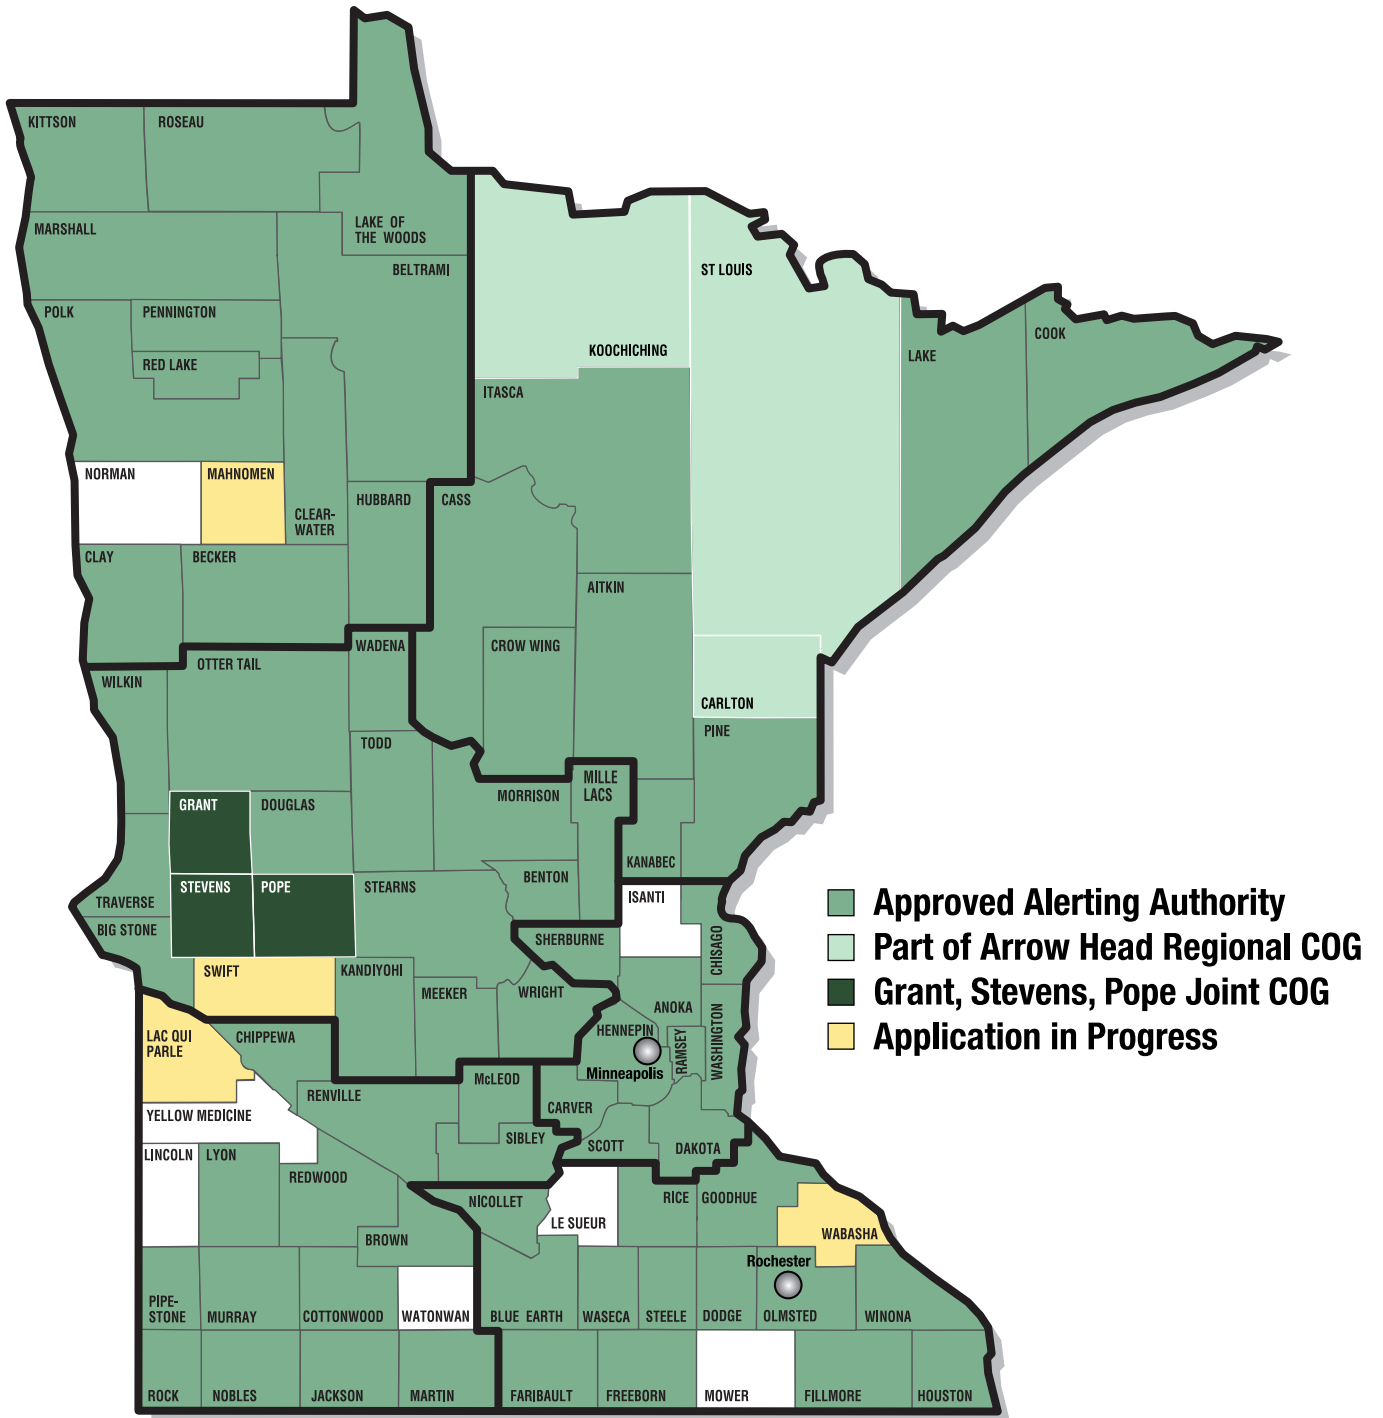 KITTSON
ROSEAU
LAKE OF
THE WOODS
MARSHALL
BELTRAMI
ST LOUIS
POLK
PENNINGTON
RED LAKE
KOOCHICHING
LAKE
COOK
ITASCA
NORMAN
MAHNOMEN
CLEAR-
WATER
HUBBARD
CASS
CLAY
BECKER
AITKIN
WADENA
CROW WING
OTTER TAIL
WILKIN
CARLTON
PINE
TODD
MILLE
LACS
MORRISON
GRANT
DOUGLAS
KANABEC
BENTON
STEVENS
POPE
STEARNS
TRAVERSE
ISANTI
BIG STONE
SHERBURNE
CHISAGO
SWIFT
KANDIYOHI
MEEKER
WRIGHT
ANOKA
LAC QUI
PARLE
CHIPPEWA
HENNEPIN
RAMSEY
WASHINGTON
Minneapolis
McLEOD
RENVILLE
CARVER
YELLOW MEDICINE
SIBLEY
SCOTT
DAKOTA
LINCOLN
LYON
REDWOOD
NICOLLET
RICE
GOODHUE
LE SUEUR
WABASHA
BROWN
Rochester
PIPE-
STONE
MURRAY
COTTONWOOD
WATONWAN
BLUE EARTH
WASECA
STEELE
DODGE
OLMSTED
WINONA
ROCK
NOBLES
JACKSON
MARTIN
FARIBAULT
FREEBORN
MOWER
FILLMORE
HOUSTON
Approved Alerting Authority
Part of Arrow Head Regional COG
Grant, Stevens, Pope Joint COG
Application in Progress